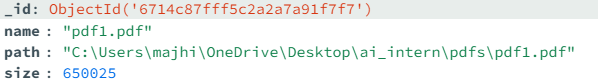 _id: ObjectId('6714c87fff5c2a2a7a91f7f7')
name : "pdf1.pdf"
path : "C:\Users\majhi\OneDrive\Desktop\ai_intern\pdfs\pdf1.pdf"
size : 650025